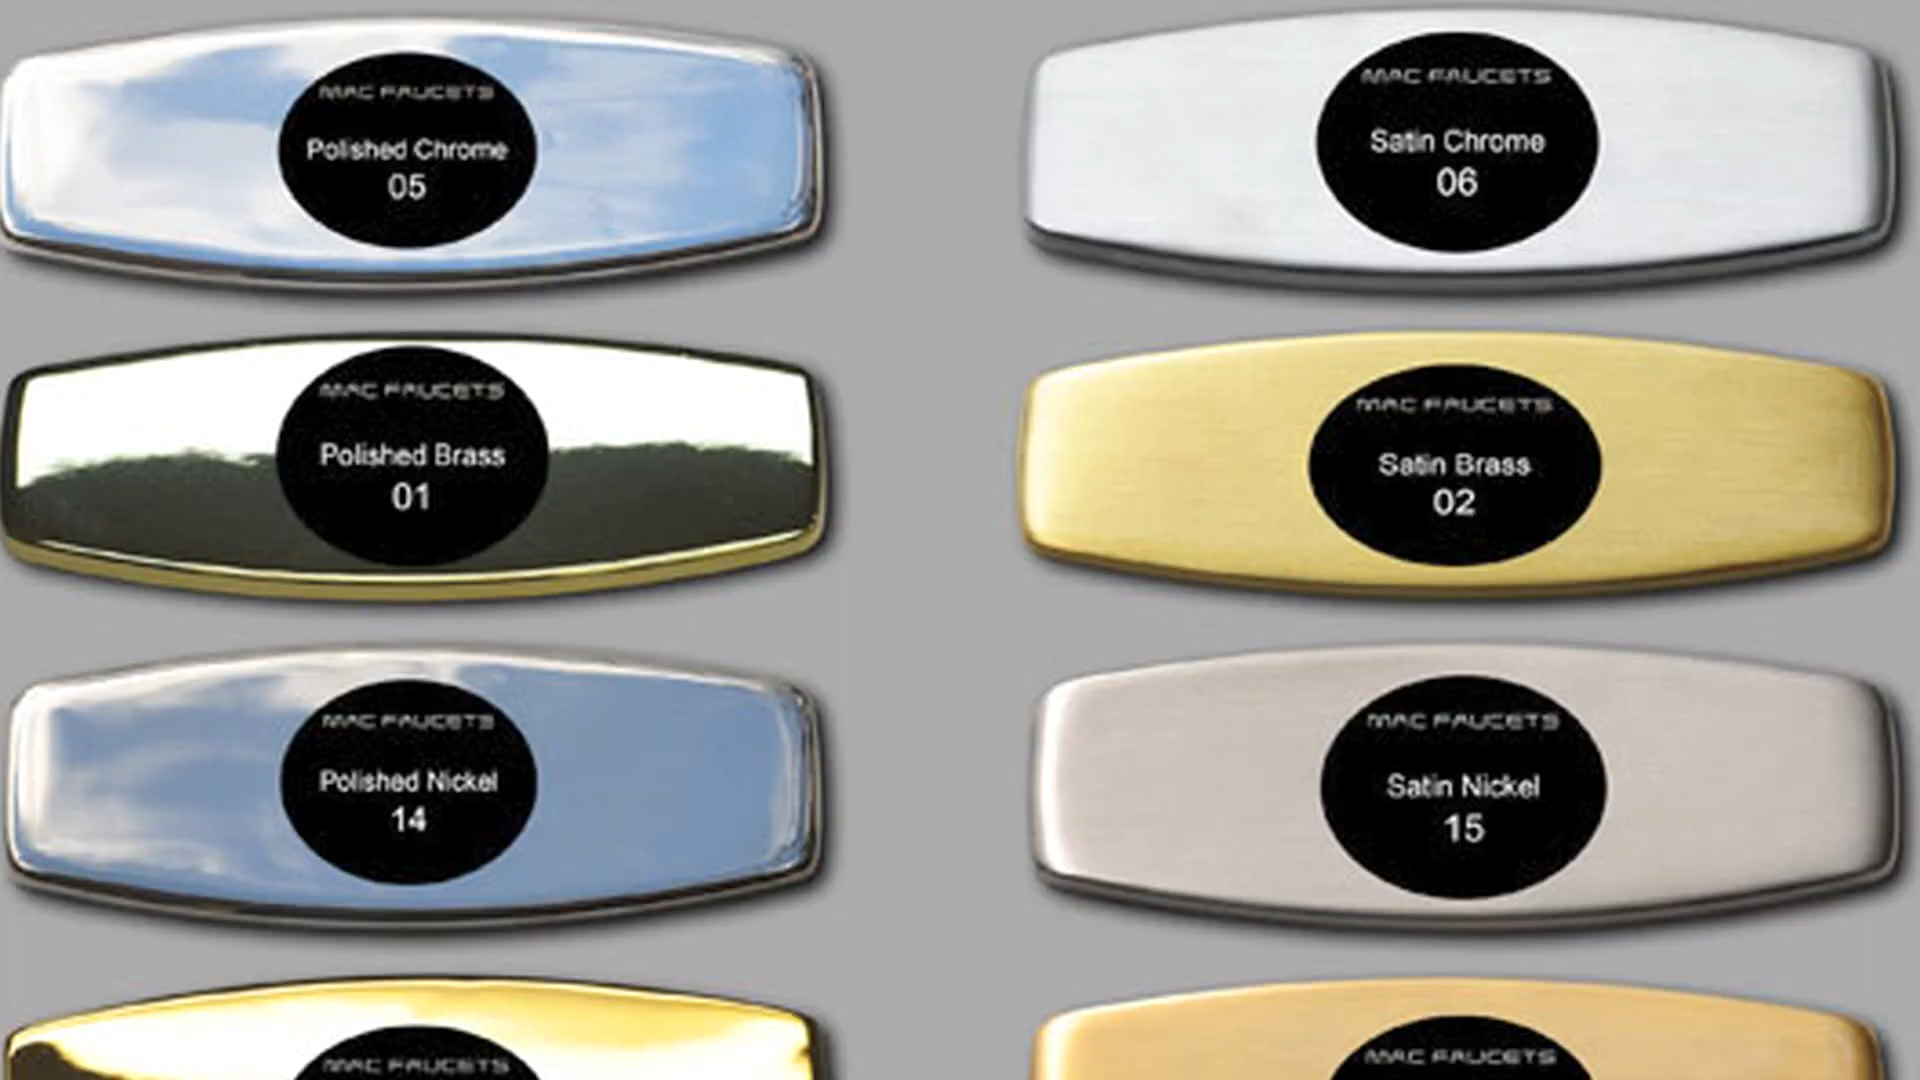 MAC FAUCETS
Polished Chrome
05
MAC FAUCETS
Satin Chrome
06
MAC FAUCETS
Polished Brass
01
MAC FAUCETS
Satin Brass
02
MAC FAUCETS
Polished Nickel
14
MAC FAUCETS
Satin Nickel
15
MAC FAUCETS
MAC FAUCETS